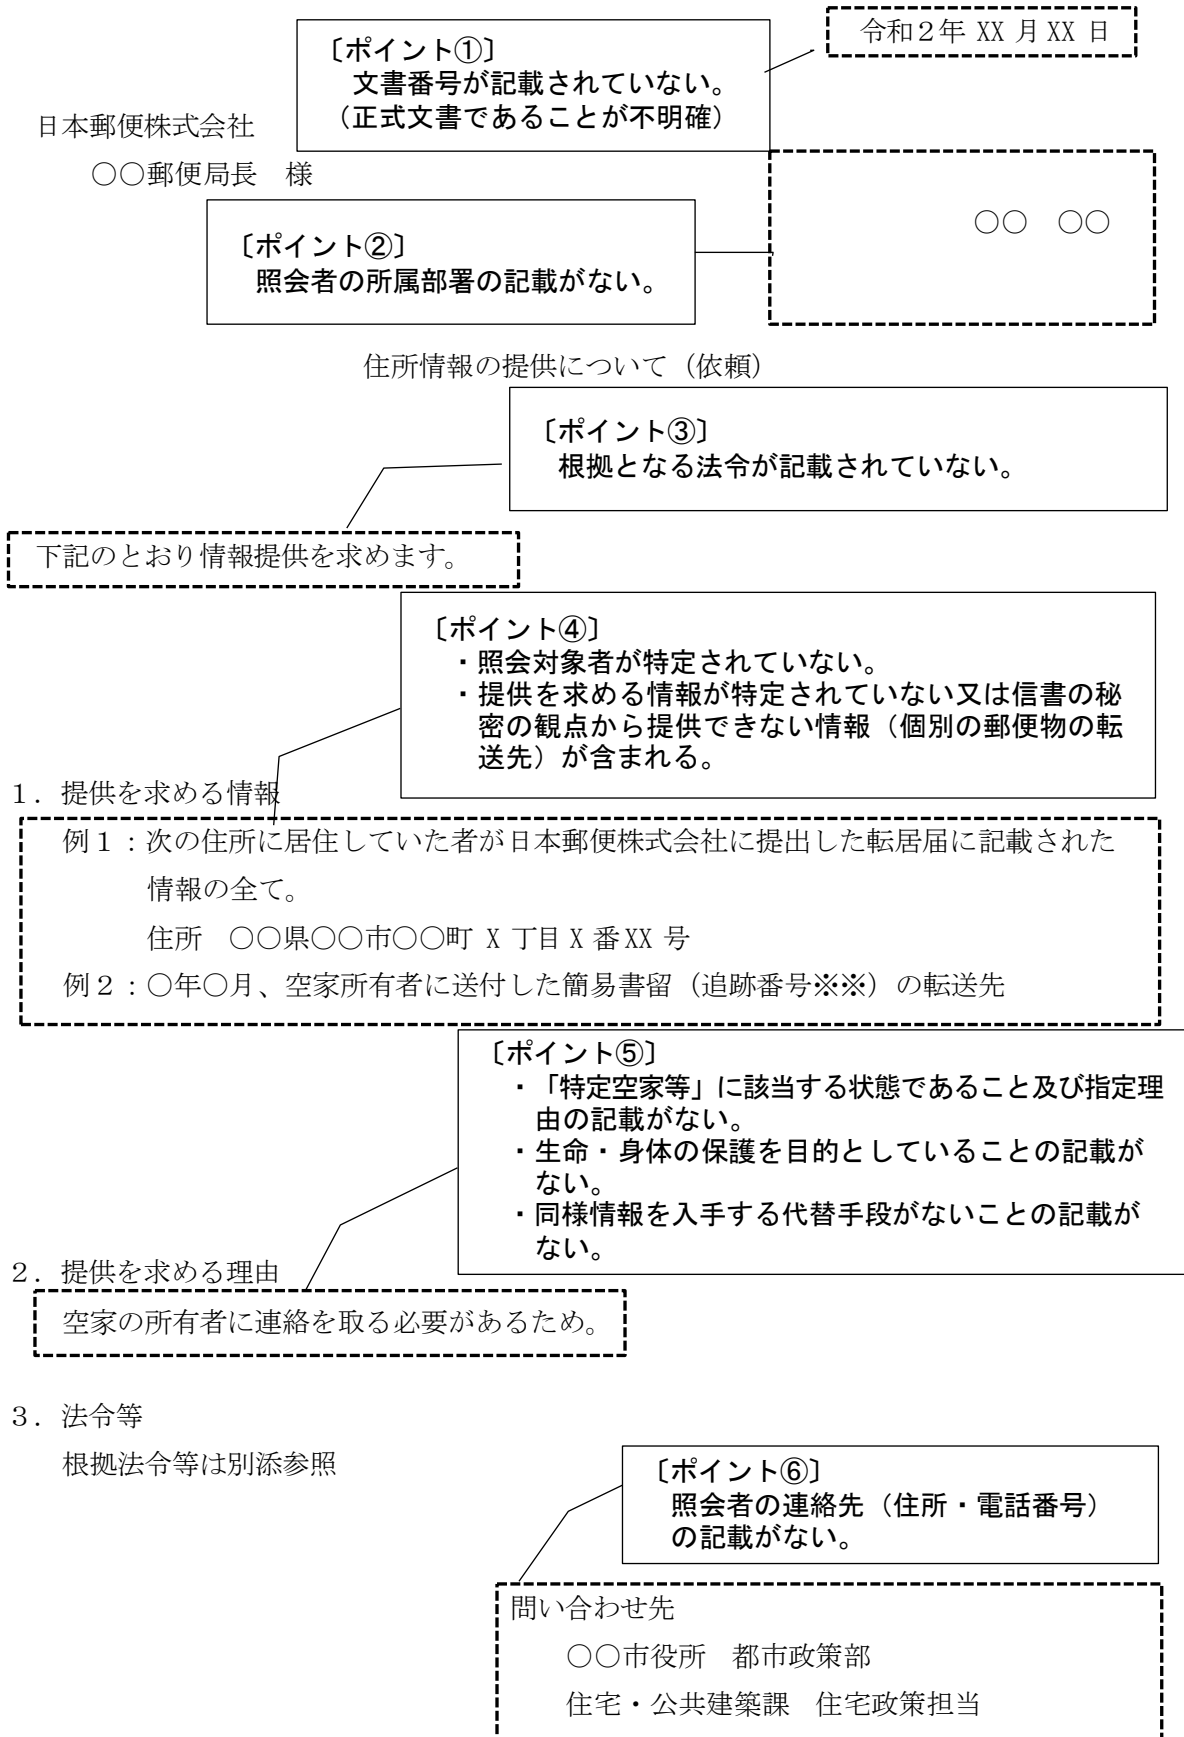 令和２年 XX 月 XX 日
〔ポイント①〕
文書番号が記載されていない。
（正式文書であることが不明確）
日本郵便株式会社
○○郵便局長　様
○○　○○
〔ポイント②〕
照会者の所属部署の記載がない。
住所情報の提供について（依頼）
〔ポイント③〕
根拠となる法令が記載されていない。
下記のとおり情報提供を求めます。
〔ポイント④〕
・照会対象者が特定されていない。
・提供を求める情報が特定されていない又は信書の秘
密の観点から提供できない情報（個別の郵便物の転
送先）が含まれる。
１．提供を求める情報
例１：次の住所に居住していた者が日本郵便株式会社に提出した転居届に記載された
情報の全て。
住所　○○県○○市○○町 X 丁目 X 番 XX 号
例２：○年○月、空家所有者に送付した簡易書留（追跡番号※※）の転送先
〔ポイント⑤〕
・「特定空家等」に該当する状態であること及び指定理
由の記載がない。
・生命・身体の保護を目的としていることの記載が
ない。
・同様情報を入手する代替手段がないことの記載が
ない。
２．提供を求める理由
空家の所有者に連絡を取る必要があるため。
３．法令等
根拠法令等は別添参照
〔ポイント⑥〕
照会者の連絡先（住所・電話番号）
の記載がない。
問い合わせ先
○○市役所　都市政策部
住宅・公共建築課　住宅政策担当